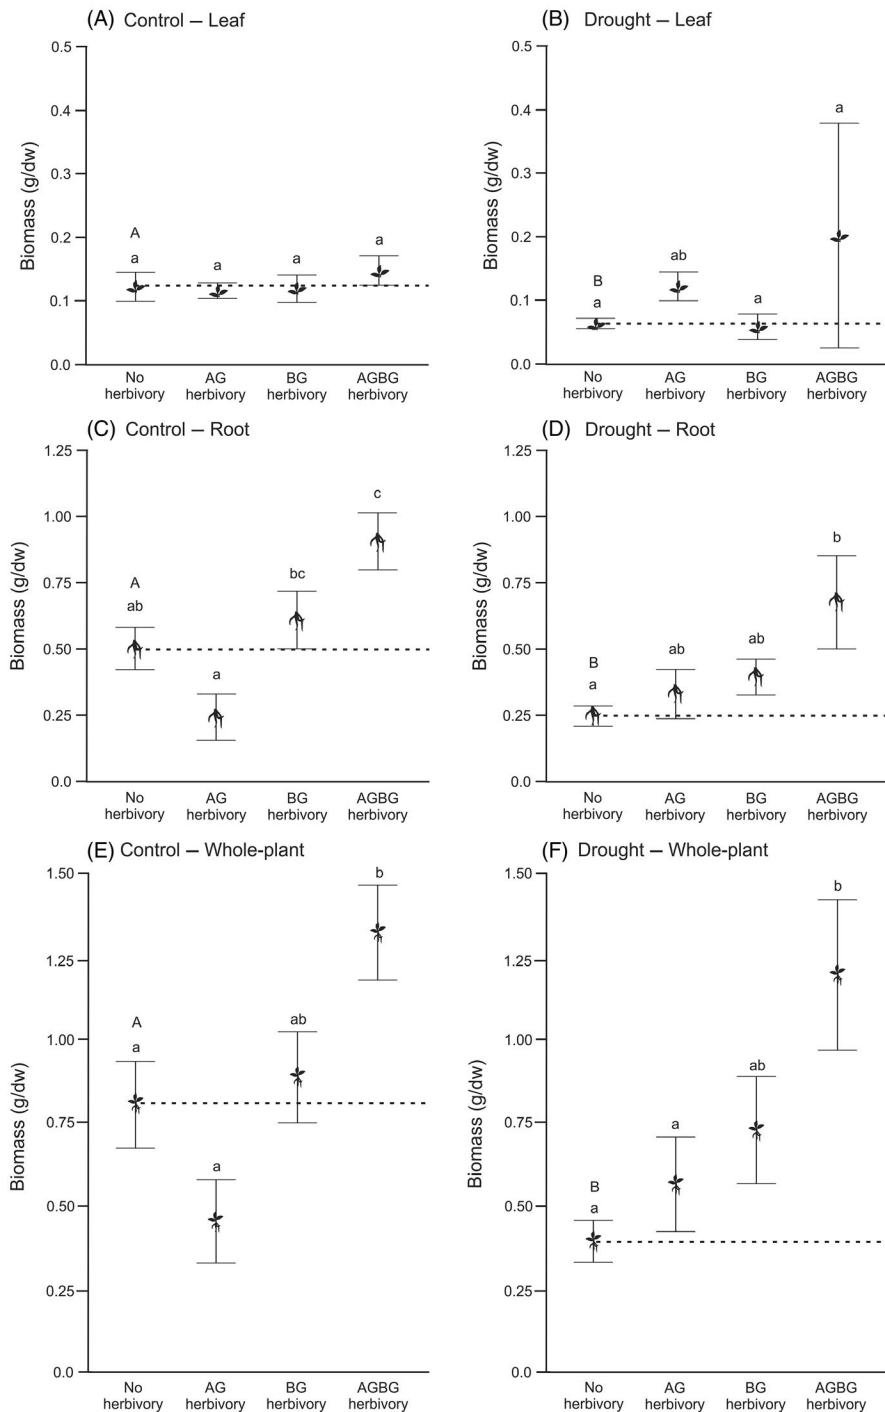 (A) Control – Leaf
Biomass (g/dw)
0.5
0.4
0.3
0.2
0.1
0.0
A
a
a
a
a
No herbivory
AG herbivory
BG herbivory
AGBG herbivory
(B) Drought – Leaf
Biomass (g/dw)
0.5
0.4
0.3
0.2
0.1
0.0
B
a
ab
a
a
No herbivory
AG herbivory
BG herbivory
AGBG herbivory
(C) Control – Root
Biomass (g/dw)
1.25
1.00
0.75
0.50
0.25
0.0
A
ab
a
bc
c
No herbivory
AG herbivory
BG herbivory
AGBG herbivory
(D) Drought – Root
Biomass (g/dw)
1.25
1.00
0.75
0.50
0.25
0.0
B
a
ab
ab
b
No herbivory
AG herbivory
BG herbivory
AGBG herbivory
(E) Control – Whole-plant
Biomass (g/dw)
1.50
1.25
1.00
0.75
0.50
0.25
0.0
A
a
a
ab
b
No herbivory
AG herbivory
BG herbivory
AGBG herbivory
(F) Drought – Whole-plant
Biomass (g/dw)
1.50
1.25
1.00
0.75
0.50
0.25
0.0
B
a
a
ab
b
No herbivory
AG herbivory
BG herbivory
AGBG herbivory